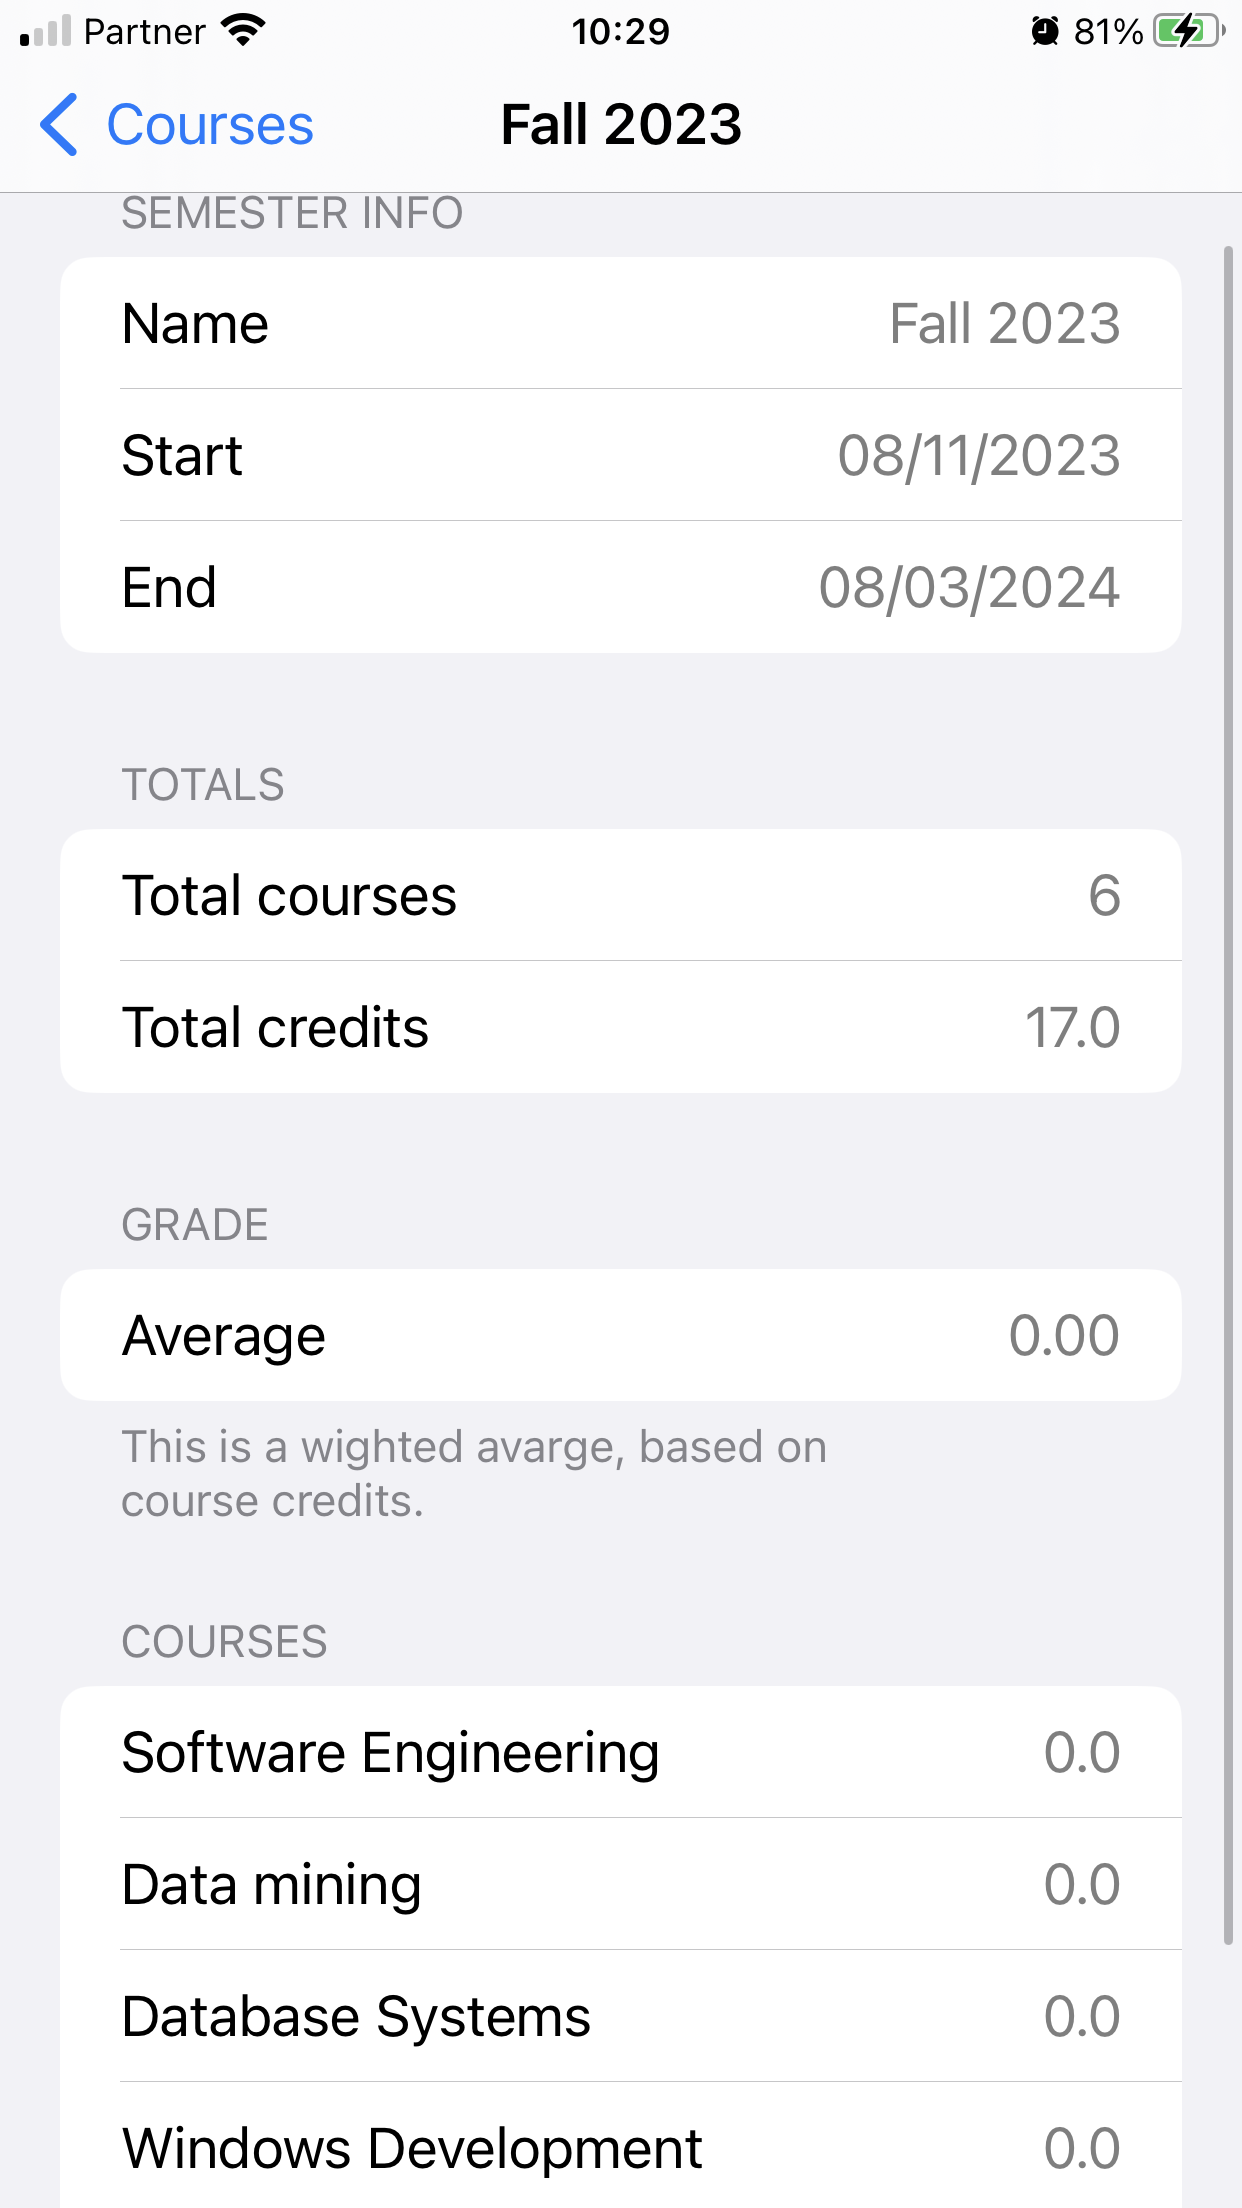 Partner 10:29 81%
Courses Fall 2023
SEMESTER INFO
Name Fall 2023
Start 08/11/2023
End 08/03/2024
TOTALS
Total courses 6
Total credits 17.0
GRADE
Average 0.00
This is a wighted avarge, based on
course credits.
COURSES
Software Engineering 0.0
Data mining 0.0
Database Systems 0.0
Windows Development 0.0